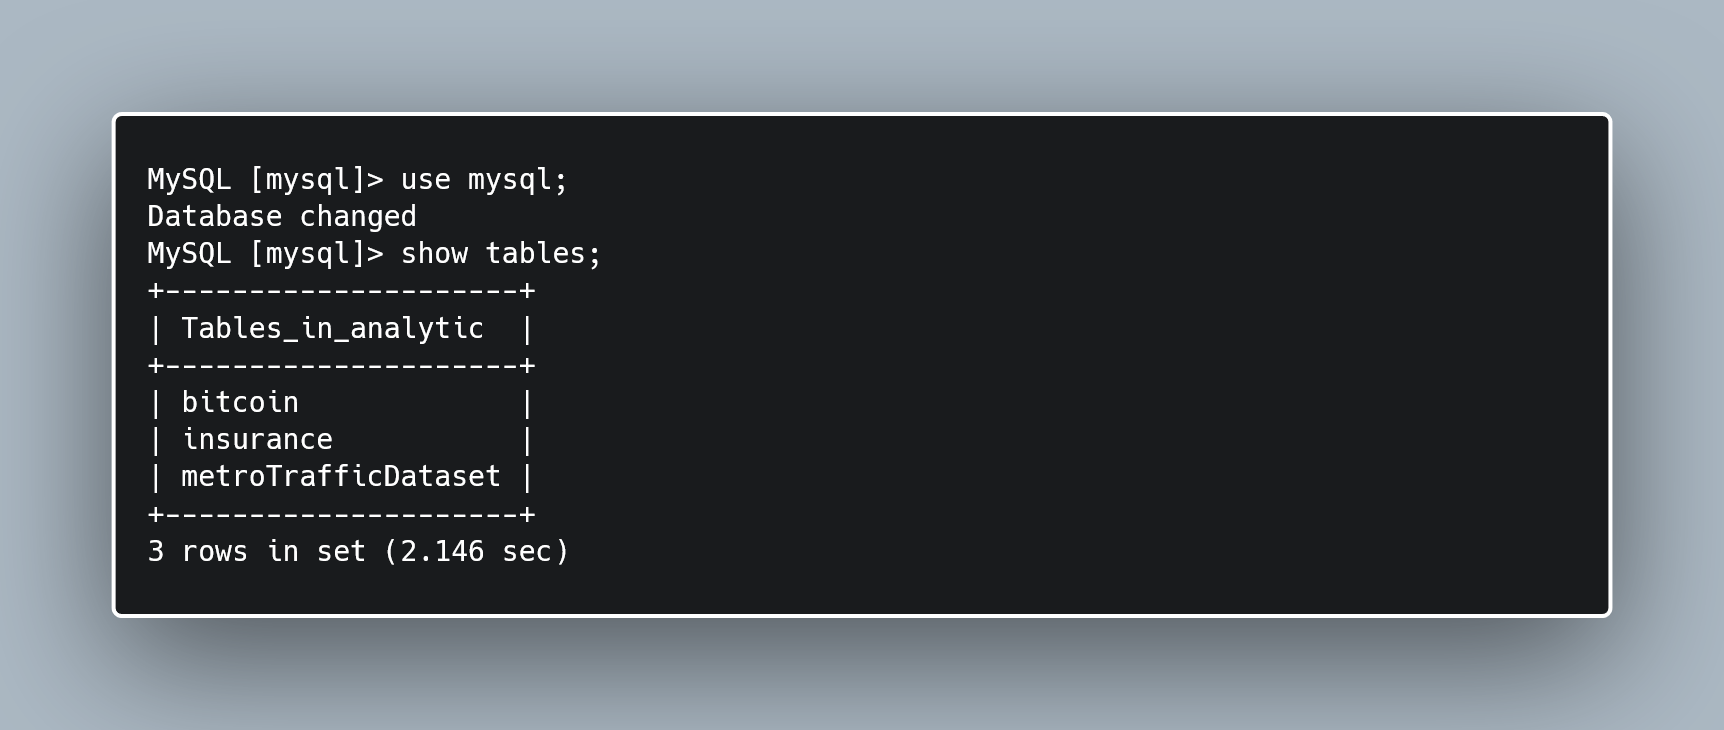 MySQL [mysql]> use mysql;
Database changed
MySQL [mysql]> show tables;
+---------------------+
| Tables_in_analytic  |
+---------------------+
| bitcoin             |
| insurance           |
| metroTrafficDataset |
+---------------------+
3 rows in set (2.146 sec)